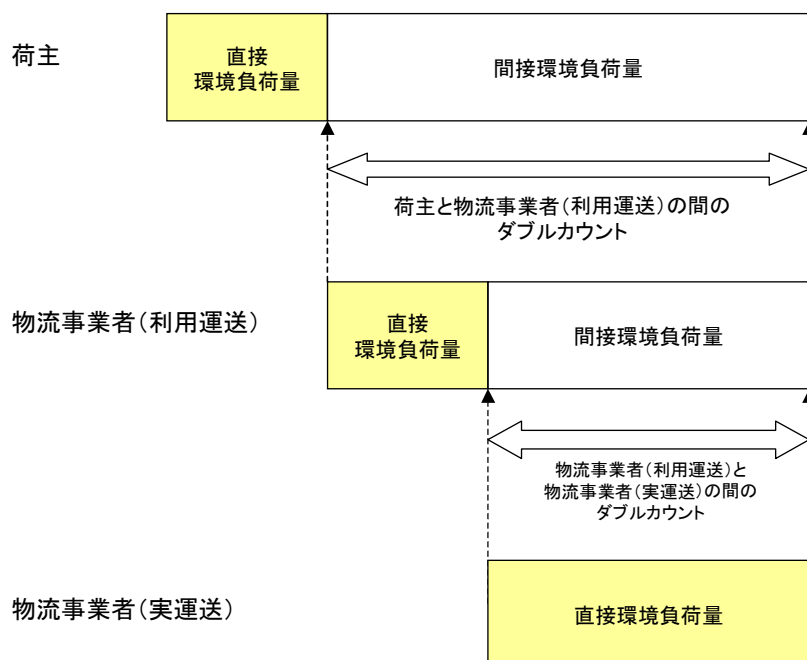 荷主
直接
環境負荷量
間接環境負荷量
荷主と物流事業者(利用運送)の間の
ダブルカウント
物流事業者(利用運送)
直接
環境負荷量
間接環境負荷量
物流事業者(利用運送)と
物流事業者(実運送)の間の
ダブルカウント
物流事業者(実運送)
直接環境負荷量